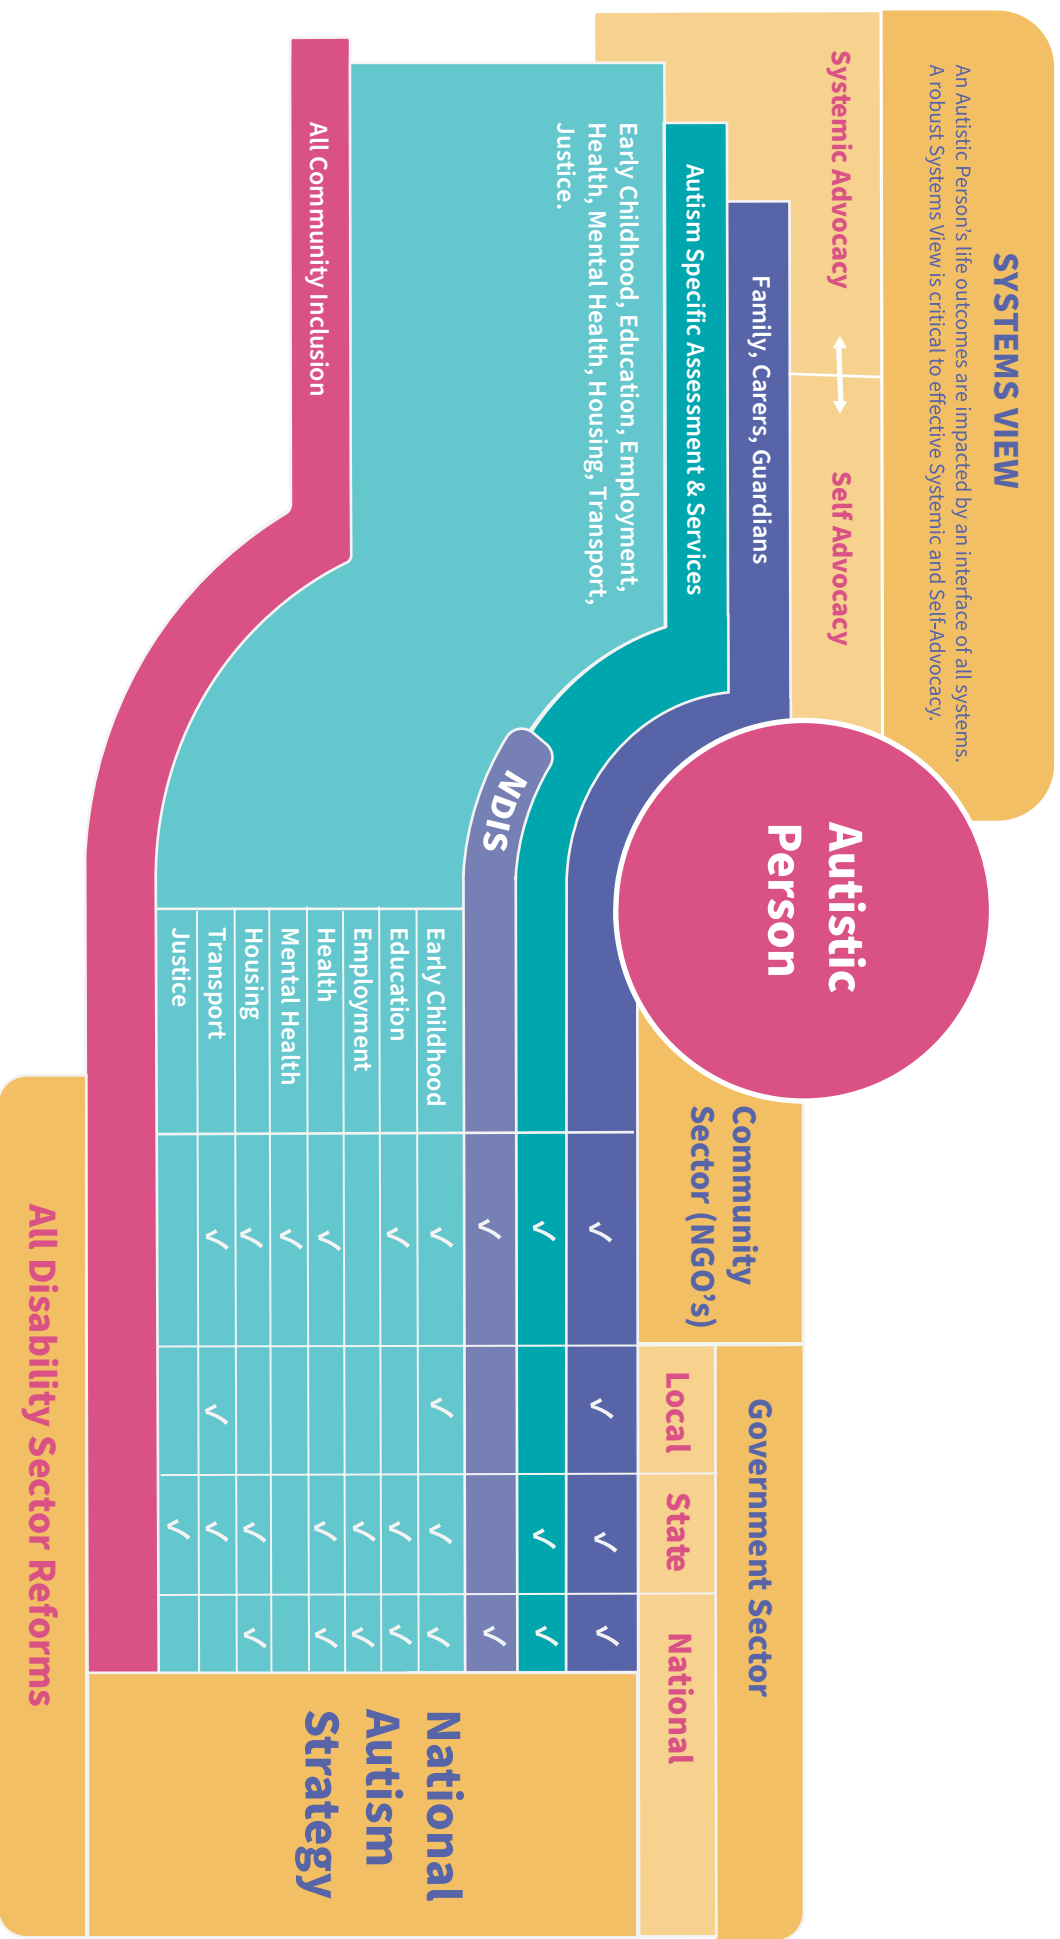 SYSTEMS VIEW
An Autistic Person's life outcomes are impacted by an interface of all systems.
A robust Systems View is critical to effective Systemic and Self-Advocacy.
Systemic Advocacy
Self Advocacy
Family, Carers, Guardians
Autism Specific Assessment & Services
Early Childhood, Education, Employment,
Health, Mental Health, Housing, Transport,
Justice.
All Community Inclusion
Autistic
Person
NDIS
Community
Sector (NGO's)
Government Sector
Local
State
National
✓ ✓ ✓ ✓
✓ ✓ ✓
✓ ✓
Early Childhood ✓ ✓ ✓ ✓
Education ✓ ✓ ✓
Employment ✓ ✓
Health ✓ ✓ ✓
Mental Health ✓
Housing ✓ ✓ ✓
Transport ✓ ✓ ✓
Justice ✓
National
Autism
Strategy
All Disability Sector Reforms